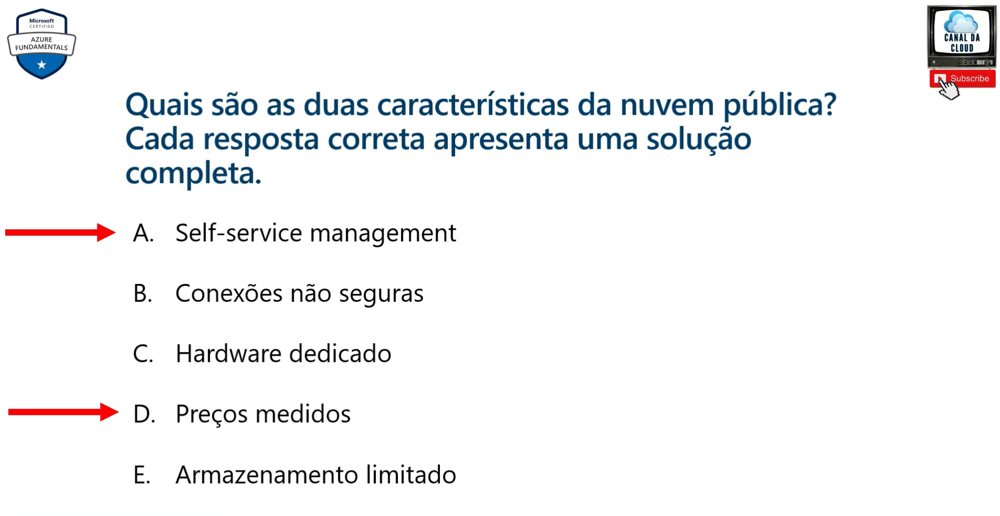 Microsoft
CERTIFIED
AZURE
FUNDAMENTALS
CANAL DA
CLOUD
Subscribe
Quais são as duas características da nuvem pública?
Cada resposta correta apresenta uma solução
completa.
A. Self-service management
B. Conexões não seguras
C. Hardware dedicado
D. Preços medidos
E. Armazenamento limitado